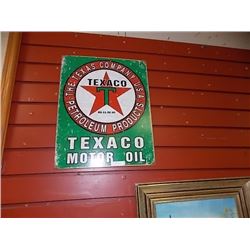 THE TEXAS COMPANY U.S.A.
TEXACO
T
PETROLEUM PRODUCTS
TEXACO
MOTOR OIL